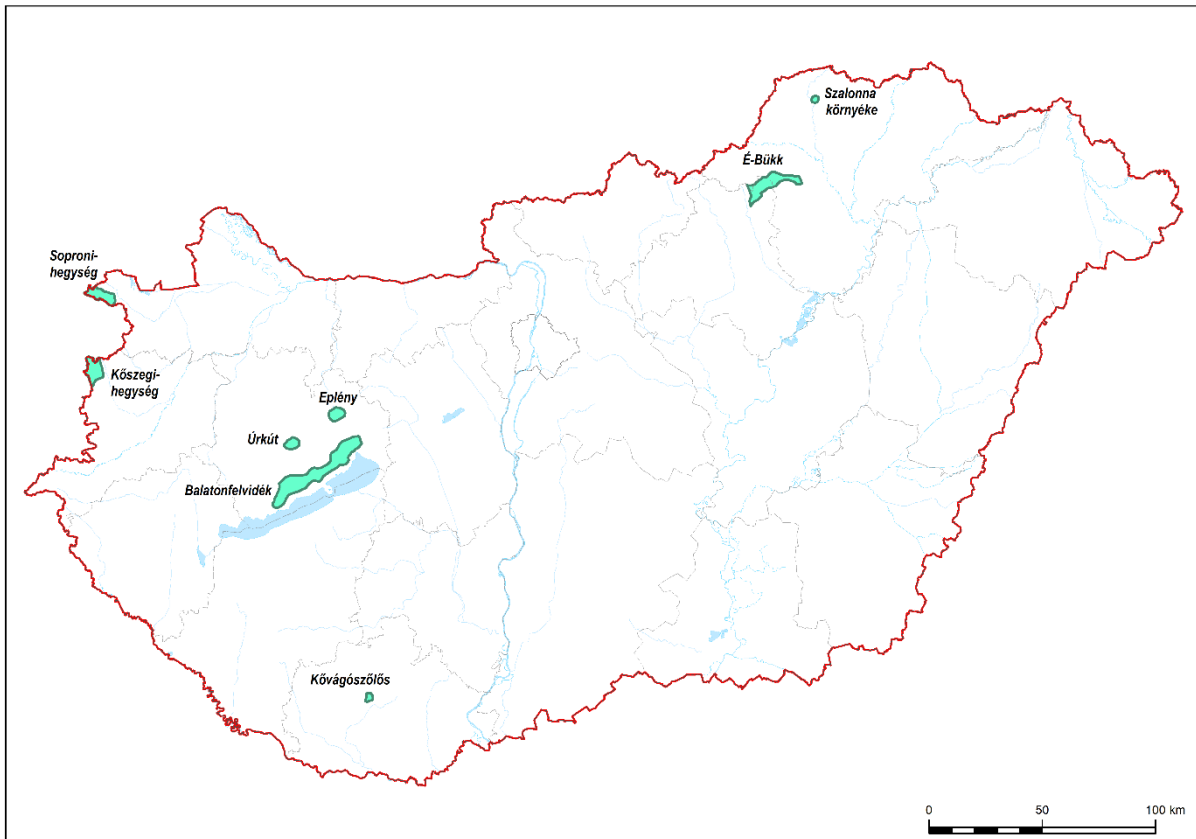 Szalonna
környéke
É-Bükk
Soproni-
hegység
Kőszegi-
hegység
Eplény
Úrkút
Balatonfelvidék
Kővágószőlős
0
50
100 km